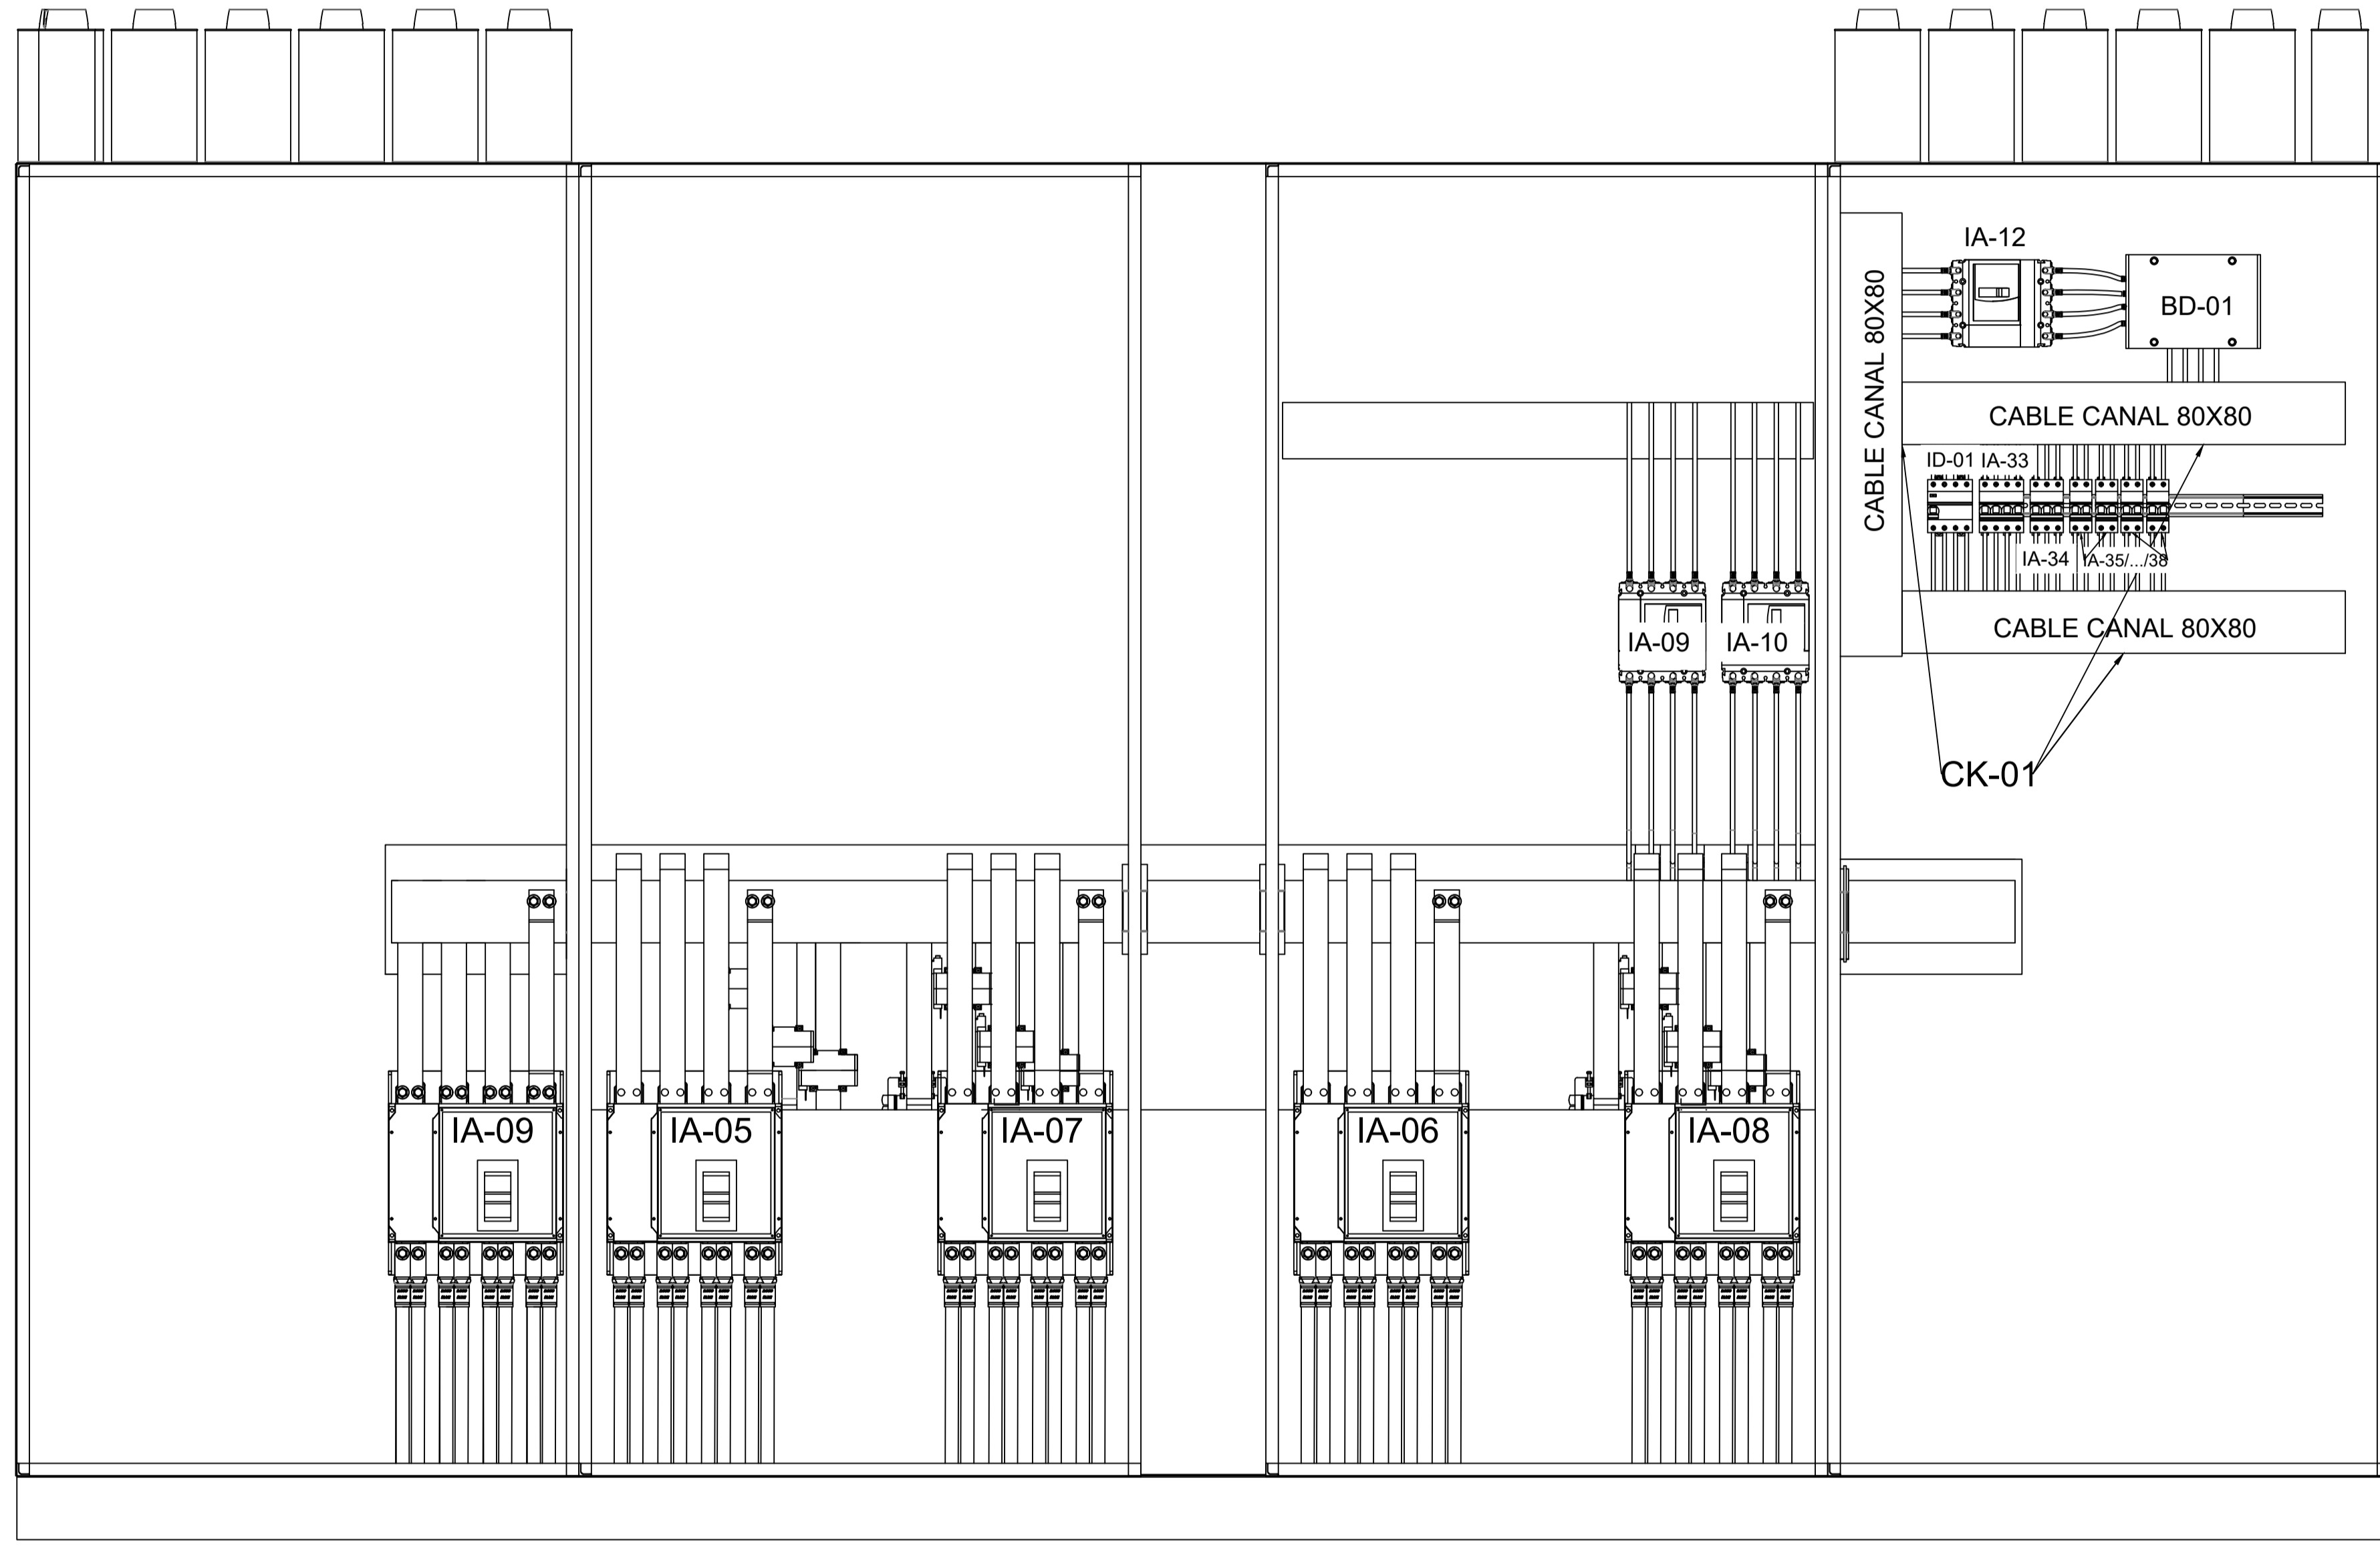 IA-12
BD-01
CABLE CANAL 80X80
CABLE CANAL 80X80
ID-01 IA-33
IA-34 IA-35/.../38
CABLE CANAL 80X80
IA-09 IA-10
CK-01
IA-09 IA-05 IA-07 IA-06 IA-08